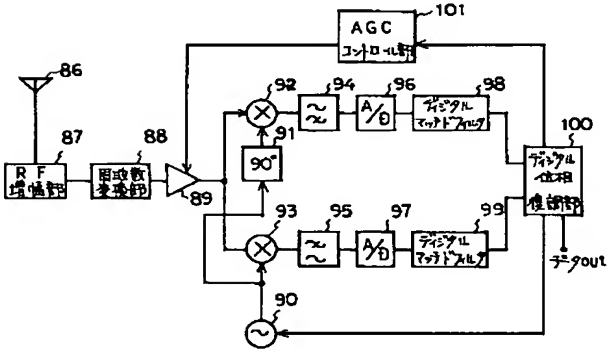 101
AGC
コントロール部
86
92
94
96
98
A/D
ディジタル
マッチドフィルタ
100
87
88
91
90°
RF
増幅部
周波数
変換部
89
ディジタル
位相
復調部
93
95
97
99
A/D
ディジタル
マッチドフィルタ
データout
90